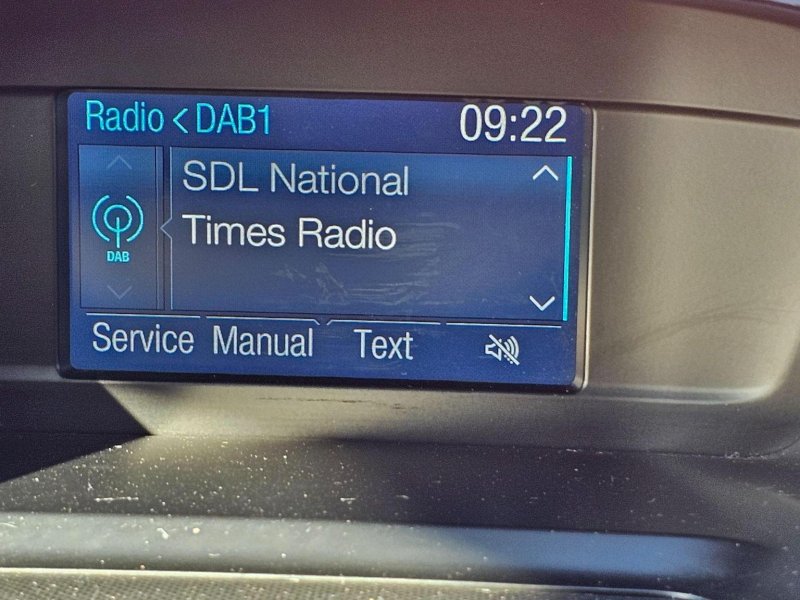 Radio < DAB1 09:22
SDL National
Times Radio
DAB
Service Manual Text